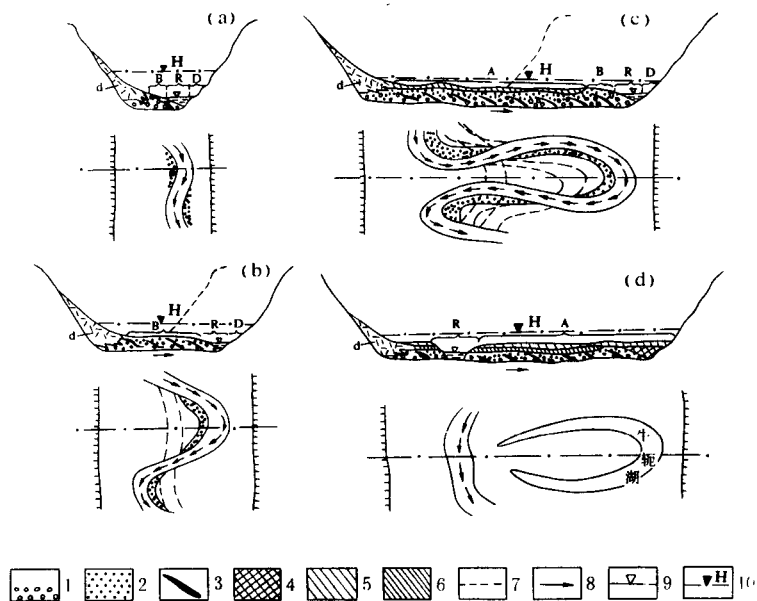 (a)
H
B R D
d
(c)
A H B R D
d
(b)
H
B R D
d
(d)
R H A
d
牛轭湖
1 2 3 4 5 6 7 8 9 H 10